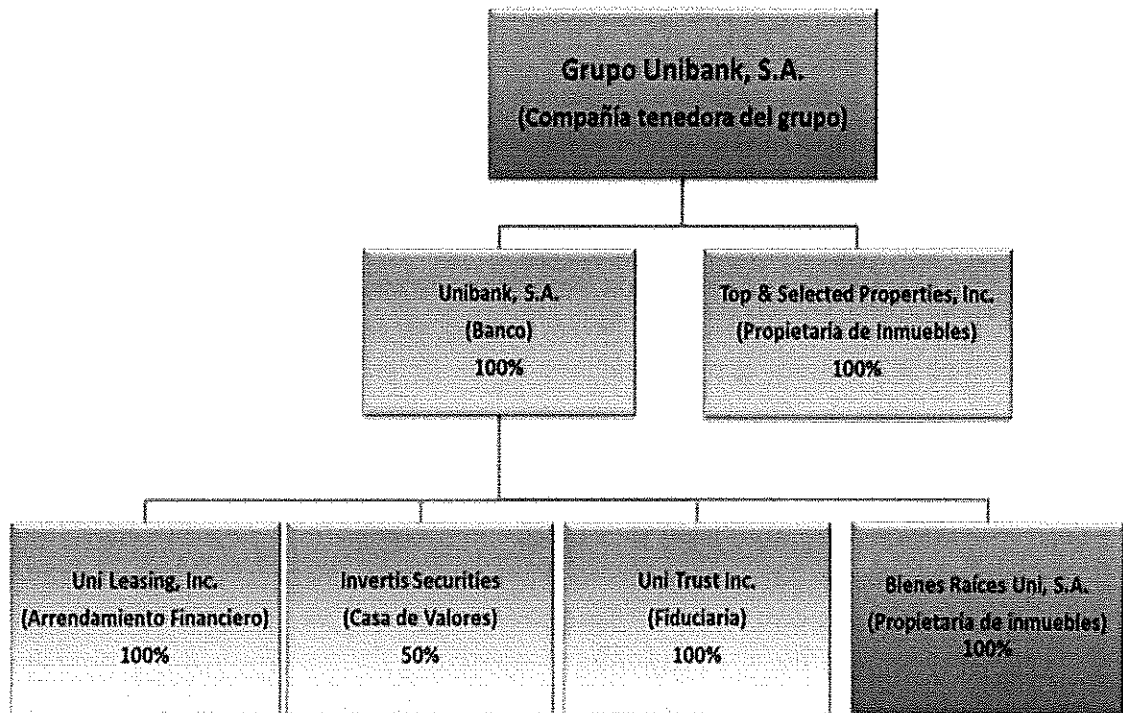 Grupo Unibank, S.A.
(Compañía tenedora del grupo)
Unibank, S.A.
(Banco)
100%
Top & Selected Properties, Inc.
(Propietaria de Inmuebles)
100%
Uni Leasing, Inc.
(Arrendamiento Financiero)
100%
Invertis Securities
(Casa de Valores)
50%
Uni Trust Inc.
(Fiduciaria)
100%
Bienes Raíces Uni, S.A.
(Propietaria de inmuebles)
100%